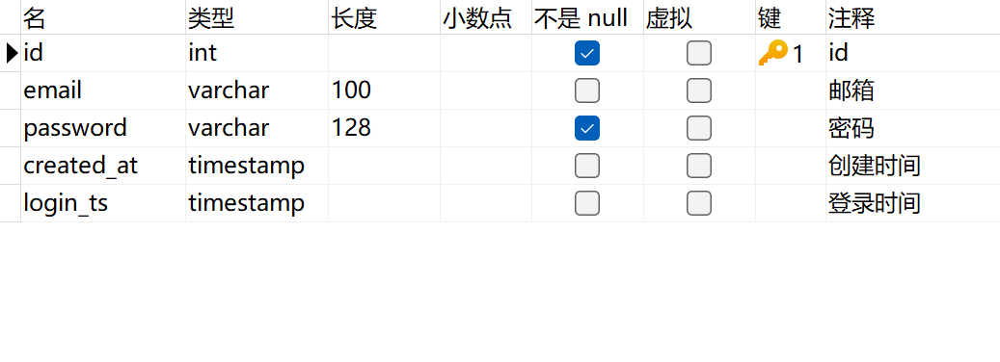 名 类型 长度 小数点 不是 null 虚拟 键 注释
id int 1 id
email varchar 100 邮箱
password varchar 128 密码
created_at timestamp 创建时间
login_ts timestamp 登录时间